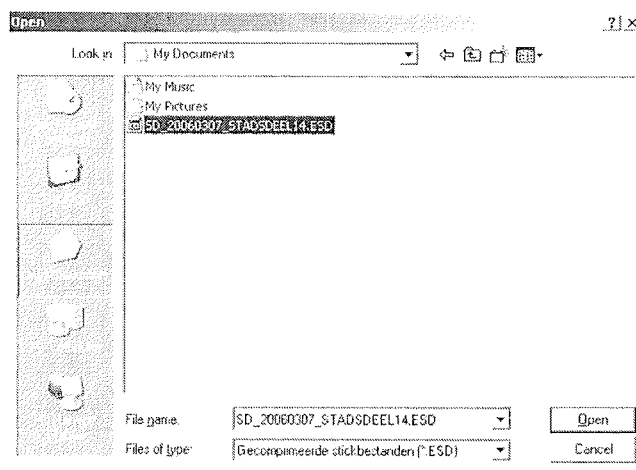 Open ? ×
Look in My Documents
My Music
My Pictures
SD_20060307_STADSDEEL14.ESD
File name: SD_20060307_STADSDEEL14.ESD Open
Files of type: Gecomprimeerde stickbestanden (*.ESD) Cancel